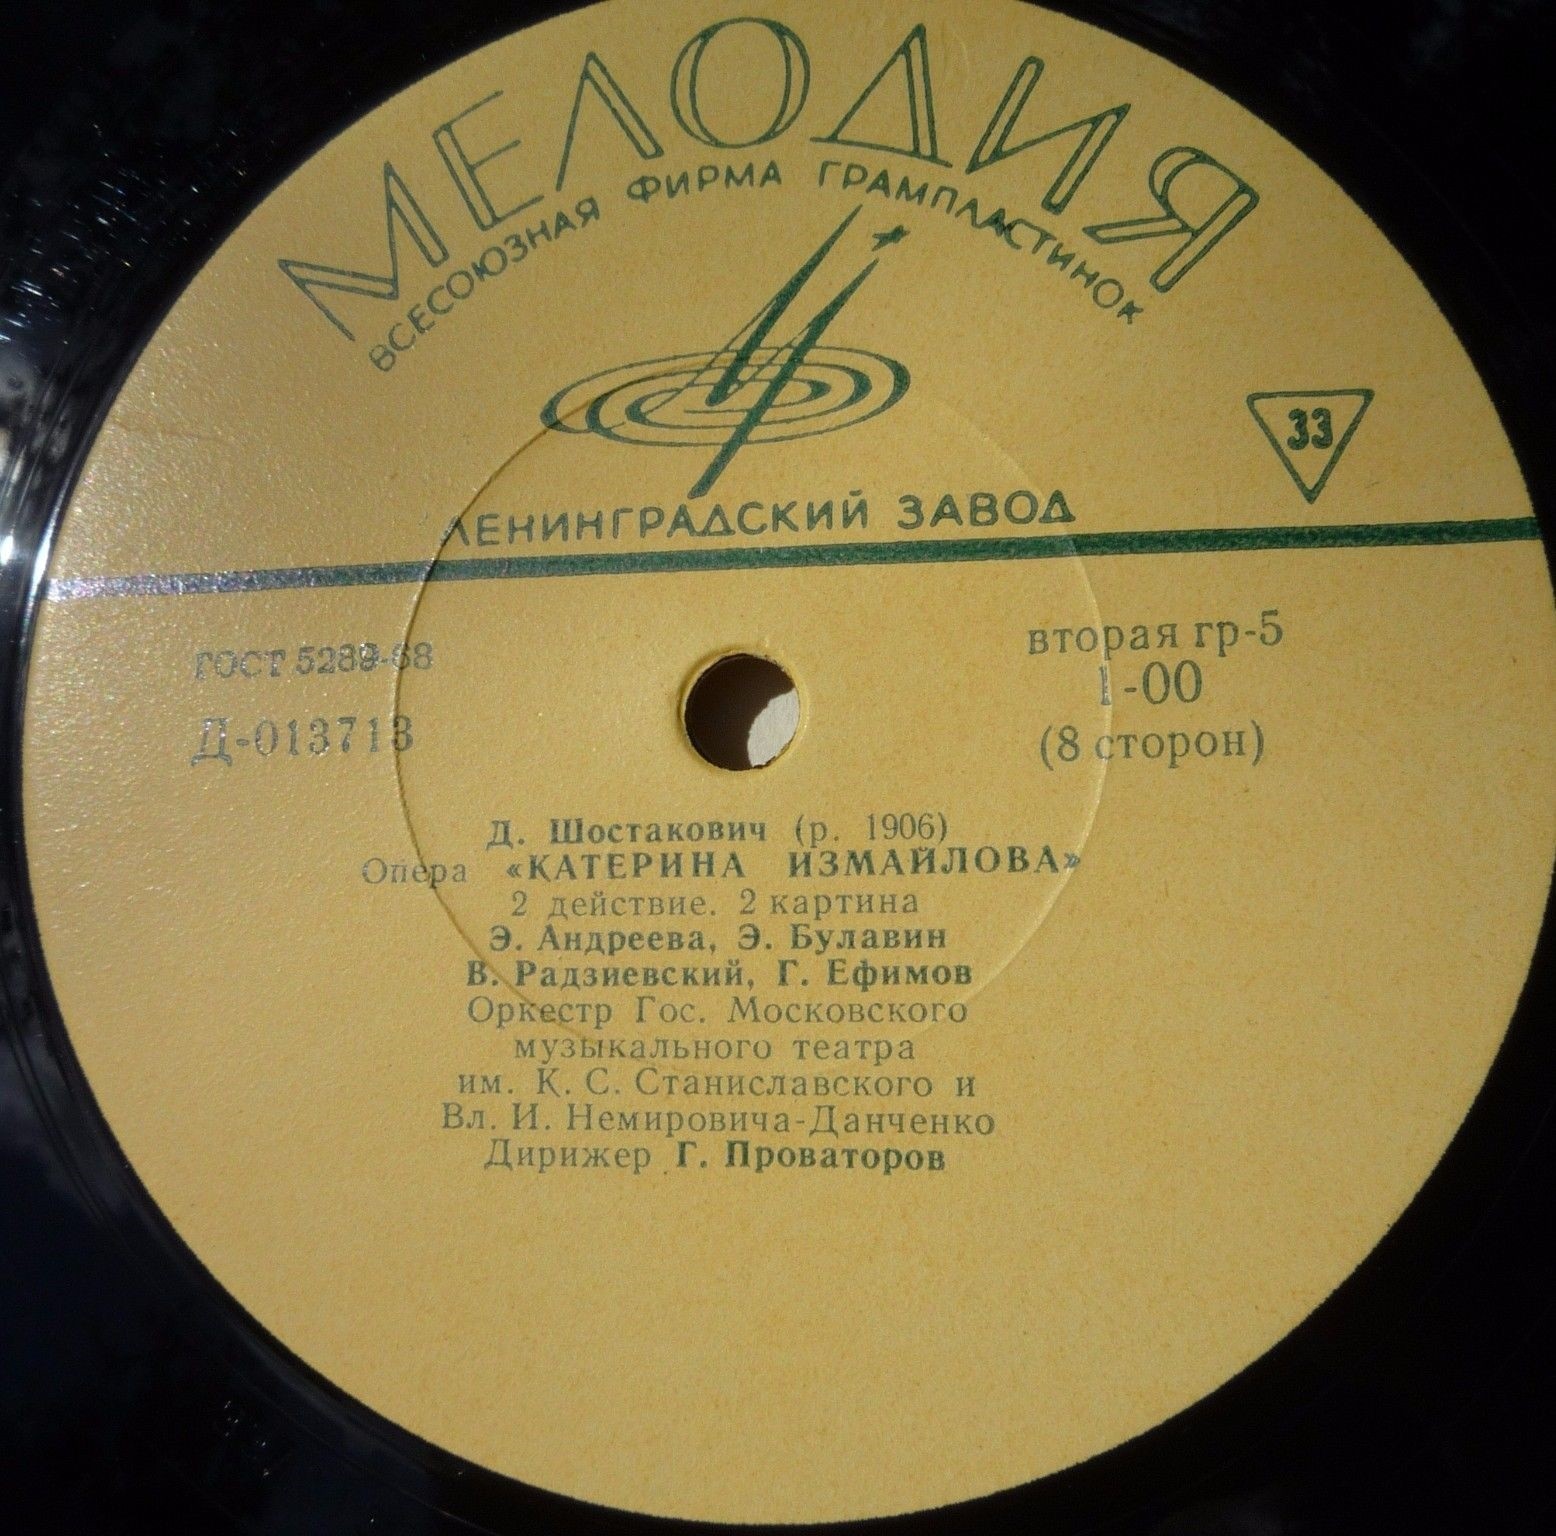 МЕЛОДИЯ
ВСЕСОЮЗНАЯ ФИРМА ГРАМПЛАСТИНОК
33
ЛЕНИНГРАДСКИЙ ЗАВОД
ГОСТ 5289-68
Д-013713
вторая гр-5
1-00
(8 сторон)
Д. Шостакович (р. 1906)
Опера «КАТЕРИНА ИЗМАЙЛОВА»
2 действие. 2 картина
Э. Андреева, Э. Булавин
В. Радзиевский, Г. Ефимов
Оркестр Гос. Московского
музыкального театра
им. К. С. Станиславского и
Вл. И. Немировича-Данченко
Дирижер Г. Проваторов